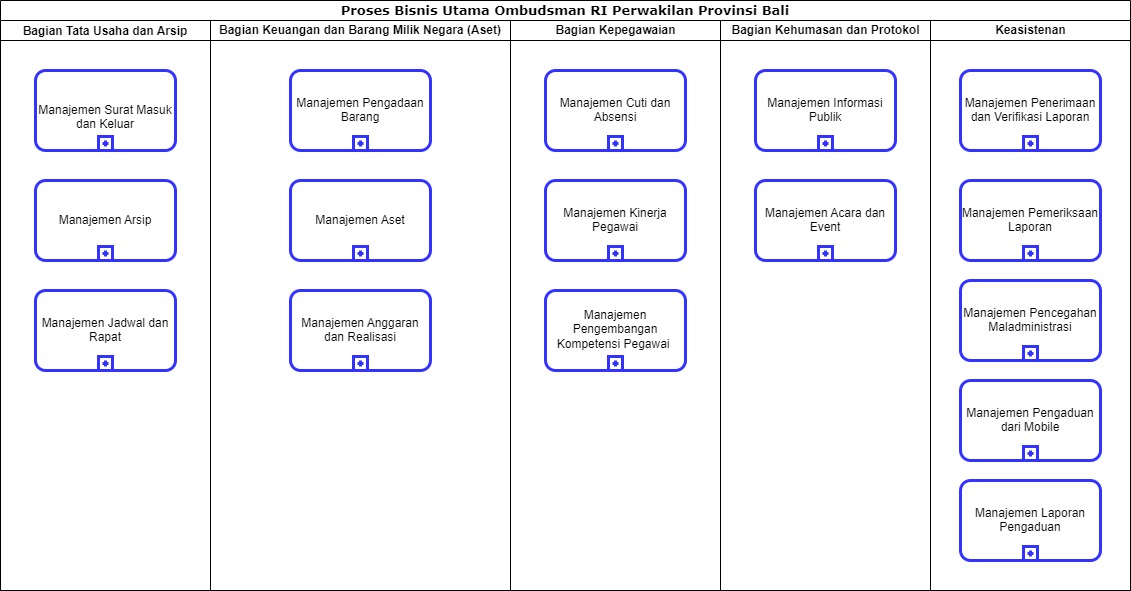 Proses Bisnis Utama Ombudsman RI Perwakilan Provinsi Bali
Bagian Tata Usaha dan Arsip
Bagian Keuangan dan Barang Milik Negara (Aset)
Bagian Kepegawaian
Bagian Kehumasan dan Protokol
Keasistenan
Manajemen Surat Masuk
dan Keluar
Manajemen Arsip
Manajemen Jadwal dan
Rapat
Manajemen Pengadaan
Barang
Manajemen Aset
Manajemen Anggaran
dan Realisasi
Manajemen Cuti dan
Absensi
Manajemen Kinerja
Pegawai
Manajemen
Pengembangan
Kompetensi Pegawai
Manajemen Informasi
Publik
Manajemen Acara dan
Event
Manajemen Penerimaan
dan Verifikasi Laporan
Manajemen Pemeriksaan
Laporan
Manajemen Pencegahan
Maladministrasi
Manajemen Pengaduan
dari Mobile
Manajemen Laporan
Pengaduan